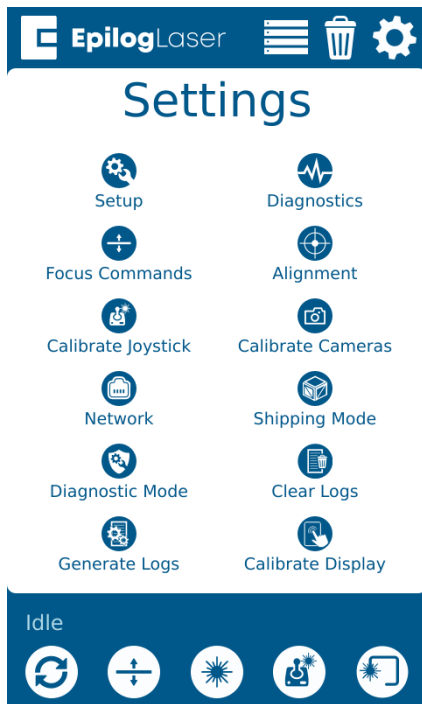 EpilogLaser
Settings
Setup
Diagnostics
Focus Commands
Alignment
Calibrate Joystick
Calibrate Cameras
Network
Shipping Mode
Diagnostic Mode
Clear Logs
Generate Logs
Calibrate Display
Idle